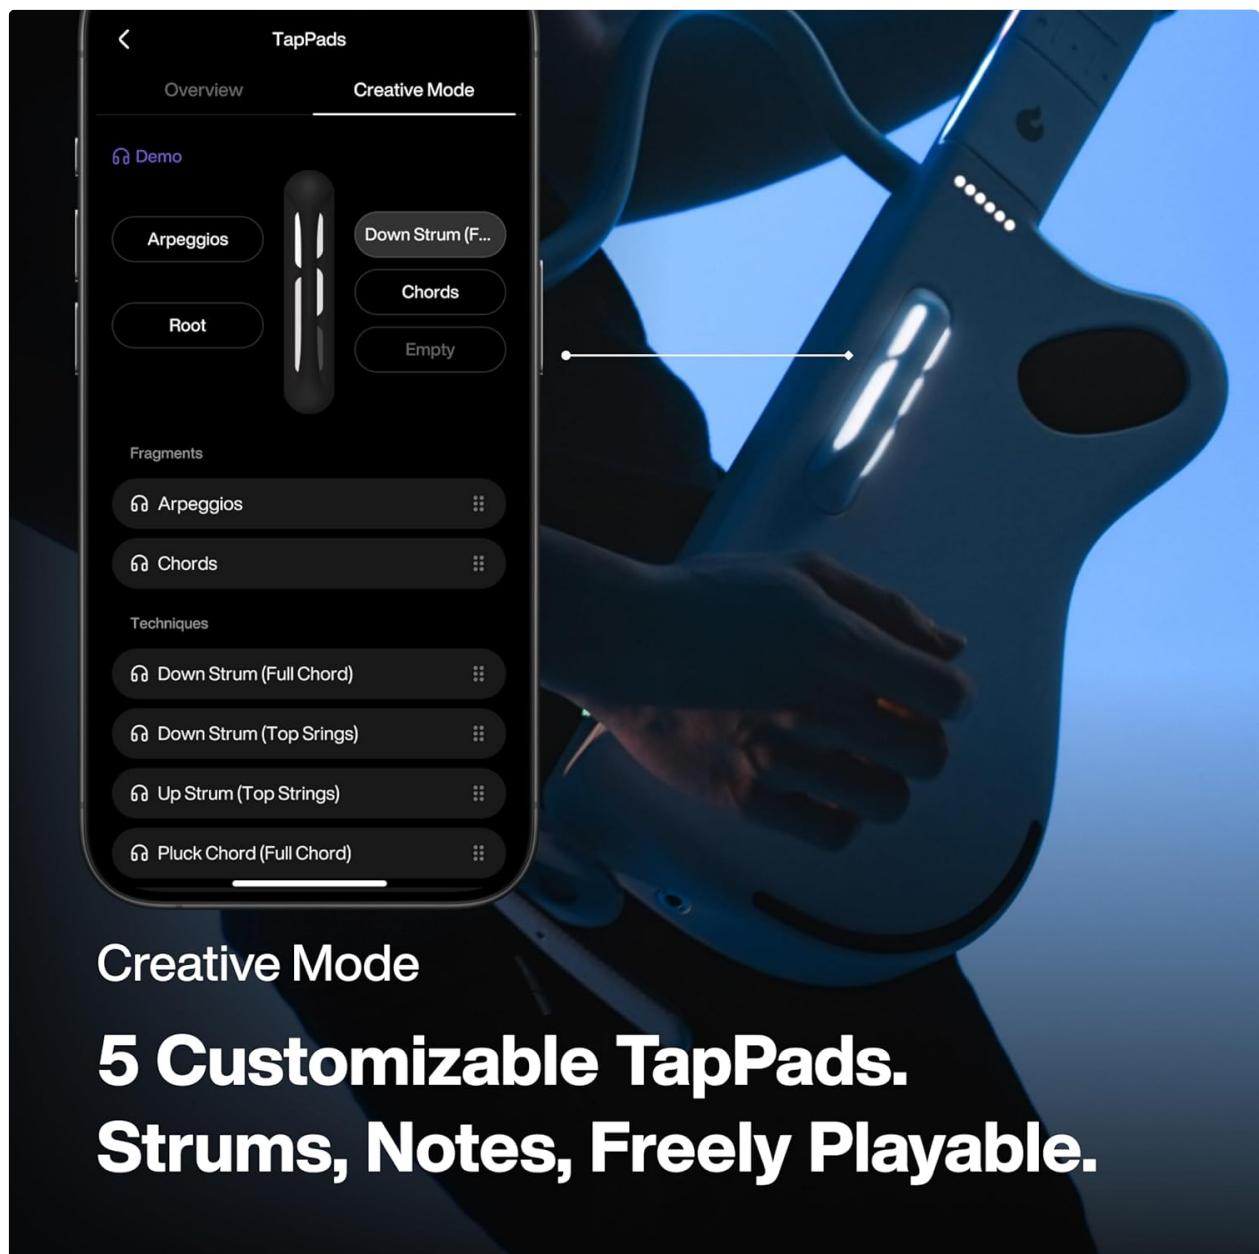 TapPads
Overview
Creative Mode
Demo
Arpeggios
Down Strum (F...
Chords
Root
Empty
Fragments
Arpeggios
Chords
Techniques
Down Strum (Full Chord)
Down Strum (Top Srings)
Up Strum (Top Strings)
Pluck Chord (Full Chord)
Creative Mode
5 Customizable TapPads.
Strums, Notes, Freely Playable.